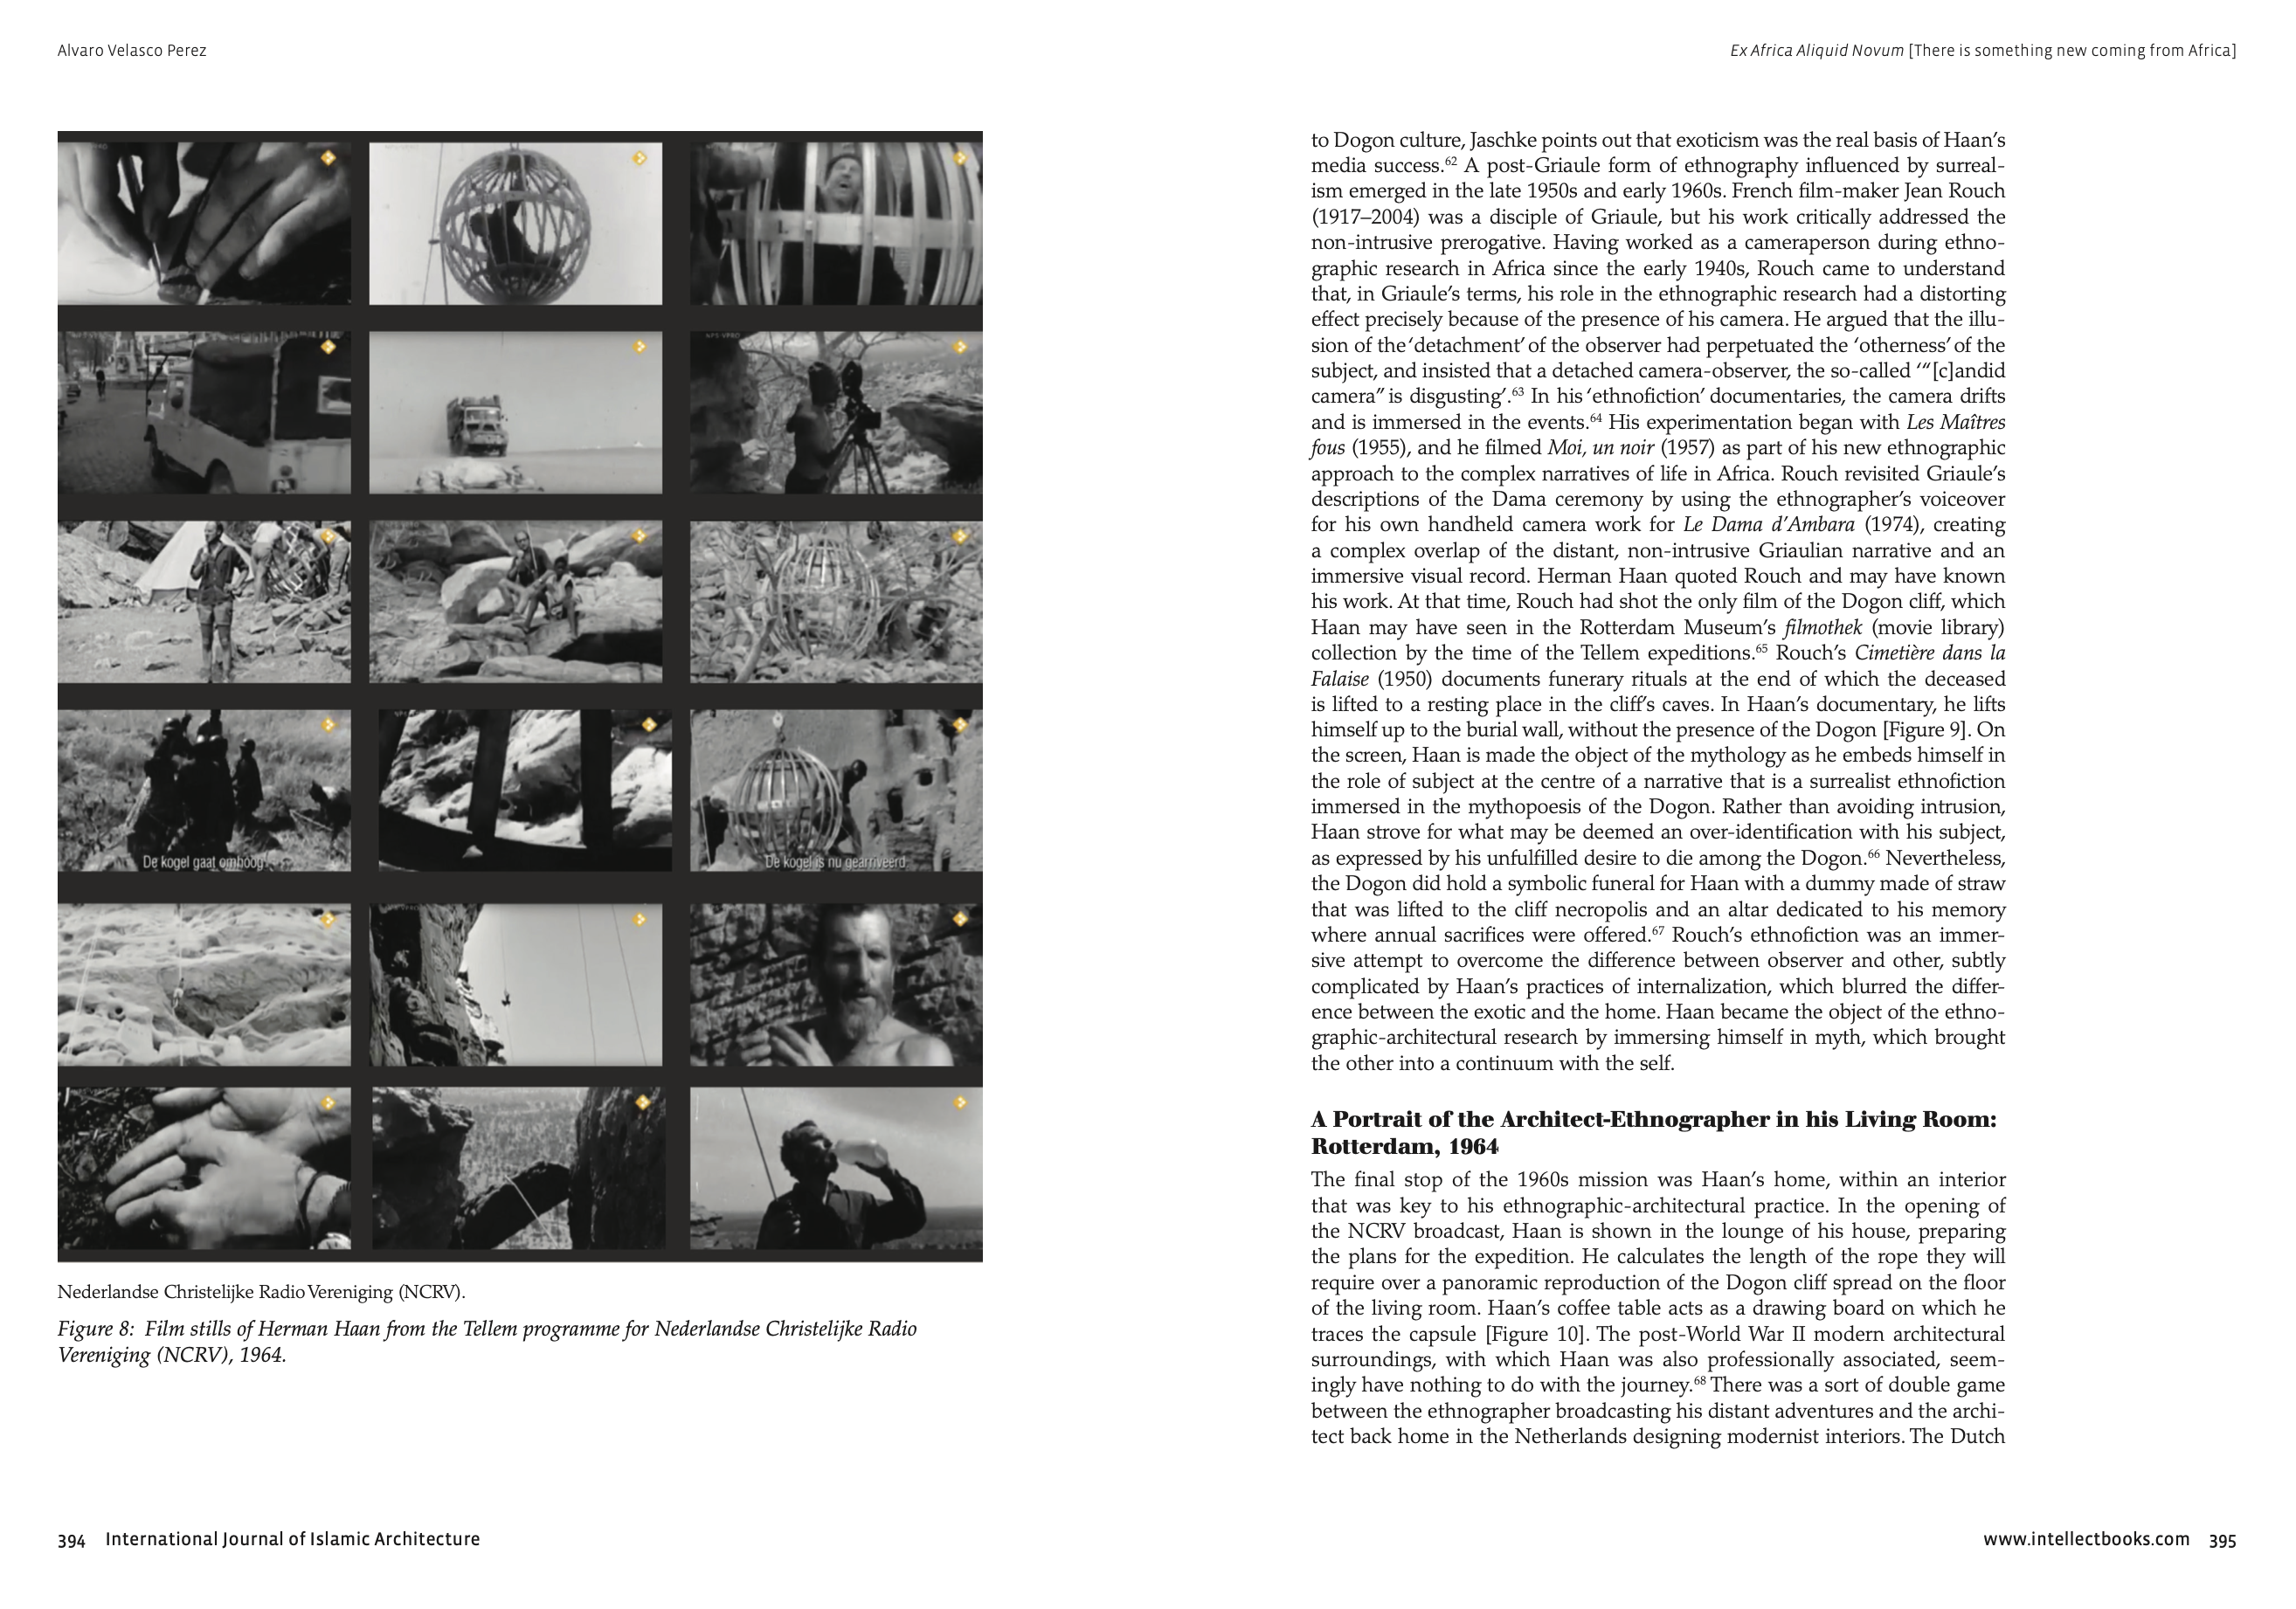 Alvaro Velasco Perez
De kogel gaat omhoog.
De kogel is nu gearriveerd.
Nederlandse Christelijke Radio Vereniging (NCRV).
Figure 8: Film stills of Herman Haan from the Tellem programme for Nederlandse Christelijke Radio
Vereniging (NCRV), 1964.
394 International Journal of Islamic Architecture
Ex Africa Aliquid Novum [There is something new coming from Africa]
to Dogon culture, Jaschke points out that exoticism was the real basis of Haan’s
media success.62 A post-Griaule form of ethnography influenced by surreal-
ism emerged in the late 1950s and early 1960s. French film-maker Jean Rouch
(1917–2004) was a disciple of Griaule, but his work critically addressed the
non-intrusive prerogative. Having worked as a cameraperson during ethno-
graphic research in Africa since the early 1940s, Rouch came to understand
that, in Griaule’s terms, his role in the ethnographic research had a distorting
effect precisely because of the presence of his camera. He argued that the illu-
sion of the ‘detachment’ of the observer had perpetuated the ‘otherness’ of the
subject, and insisted that a detached camera-observer, the so-called ‘“[c]andid
camera” is disgusting’.63 In his ‘ethnofiction’ documentaries, the camera drifts
and is immersed in the events.64 His experimentation began with Les Maîtres
fous (1955), and he filmed Moi, un noir (1957) as part of his new ethnographic
approach to the complex narratives of life in Africa. Rouch revisited Griaule’s
descriptions of the Dama ceremony by using the ethnographer’s voiceover
for his own handheld camera work for Le Dama d’Ambara (1974), creating
a complex overlap of the distant, non-intrusive Griaulian narrative and an
immersive visual record. Herman Haan quoted Rouch and may have known
his work. At that time, Rouch had shot the only film of the Dogon cliff, which
Haan may have seen in the Rotterdam Museum’s filmothek (movie library)
collection by the time of the Tellem expeditions.65 Rouch’s Cimetière dans la
Falaise (1950) documents funerary rituals at the end of which the deceased
is lifted to a resting place in the cliff’s caves. In Haan’s documentary, he lifts
himself up to the burial wall, without the presence of the Dogon [Figure 9]. On
the screen, Haan is made the object of the mythology as he embeds himself in
the role of subject at the centre of a narrative that is a surrealist ethnofiction
immersed in the mythopoesis of the Dogon. Rather than avoiding intrusion,
Haan strove for what may be deemed an over-identification with his subject,
as expressed by his unfulfilled desire to die among the Dogon.66 Nevertheless,
the Dogon did hold a symbolic funeral for Haan with a dummy made of straw
that was lifted to the cliff necropolis and an altar dedicated to his memory
where annual sacrifices were offered.67 Rouch’s ethnofiction was an immer-
sive attempt to overcome the difference between observer and other, subtly
complicated by Haan’s practices of internalization, which blurred the differ-
ence between the exotic and the home. Haan became the object of the ethno-
graphic-architectural research by immersing himself in myth, which brought
the other into a continuum with the self.
A Portrait of the Architect-Ethnographer in his Living Room:
Rotterdam, 1964
The final stop of the 1960s mission was Haan’s home, within an interior
that was key to his ethnographic-architectural practice. In the opening of
the NCRV broadcast, Haan is shown in the lounge of his house, preparing
the plans for the expedition. He calculates the length of the rope they will
require over a panoramic reproduction of the Dogon cliff spread on the floor
of the living room. Haan’s coffee table acts as a drawing board on which he
traces the capsule [Figure 10]. The post-World War II modern architectural
surroundings, with which Haan was also professionally associated, seem-
ingly have nothing to do with the journey.68 There was a sort of double game
between the ethnographer broadcasting his distant adventures and the archi-
tect back home in the Netherlands designing modernist interiors. The Dutch
www.intellectbooks.com 395